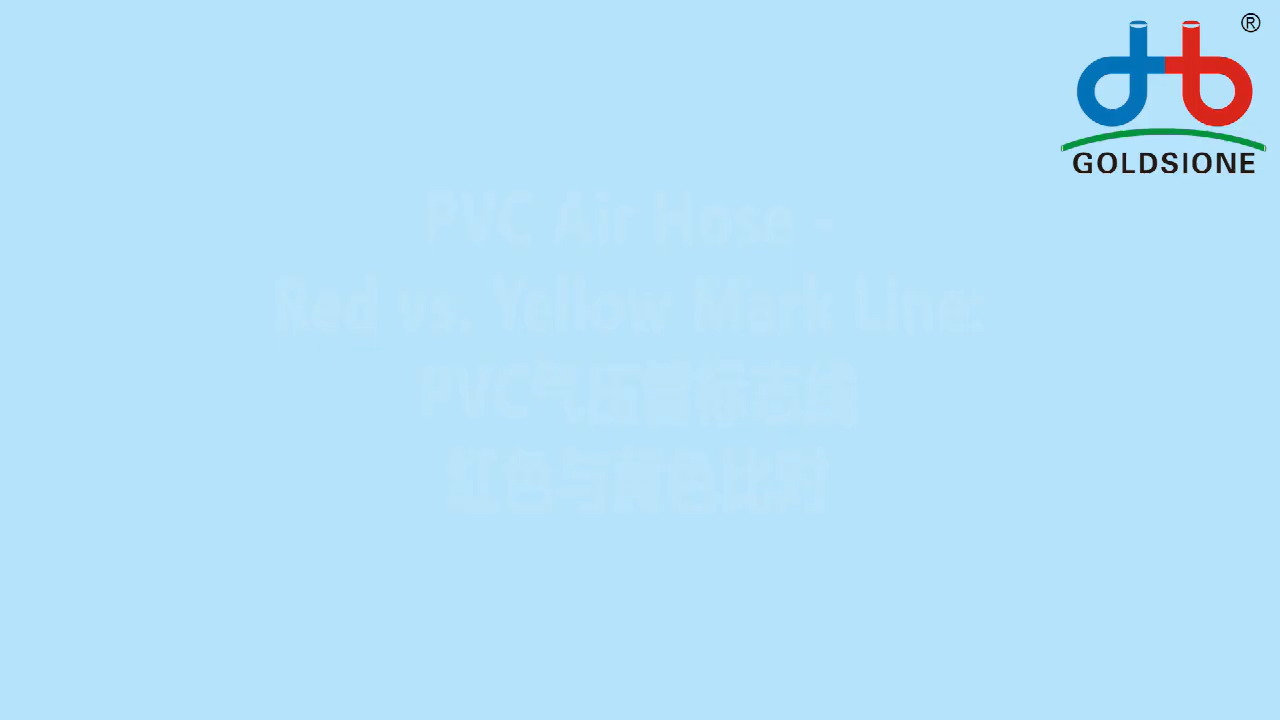 ®
GOLDSIONE
PVC Air Hose -
Red vs. Yellow Mark Line:
PVC气压管标志线
红色与黄色比对